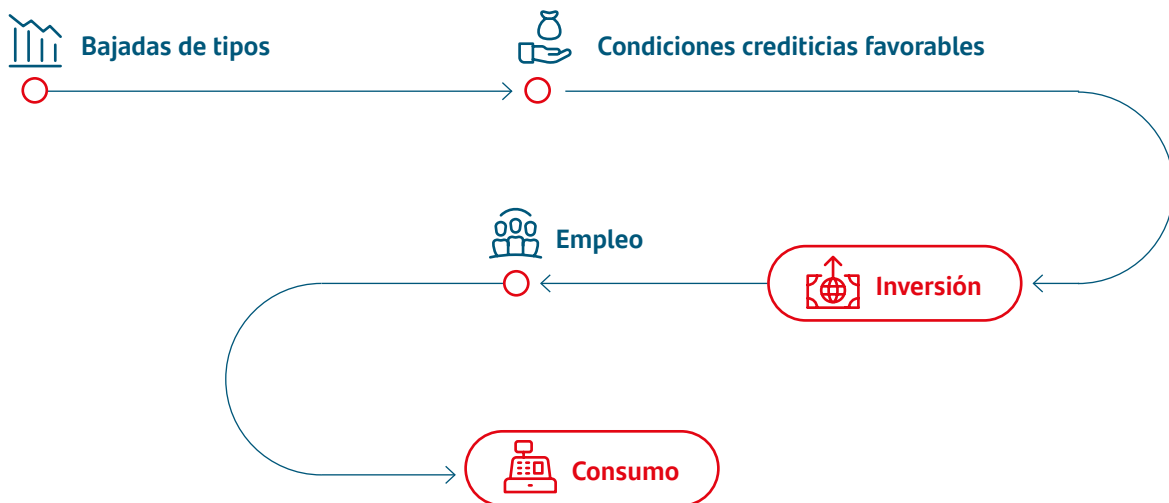 Bajadas de tipos
Condiciones crediticias favorables
Empleo
Inversión
Consumo